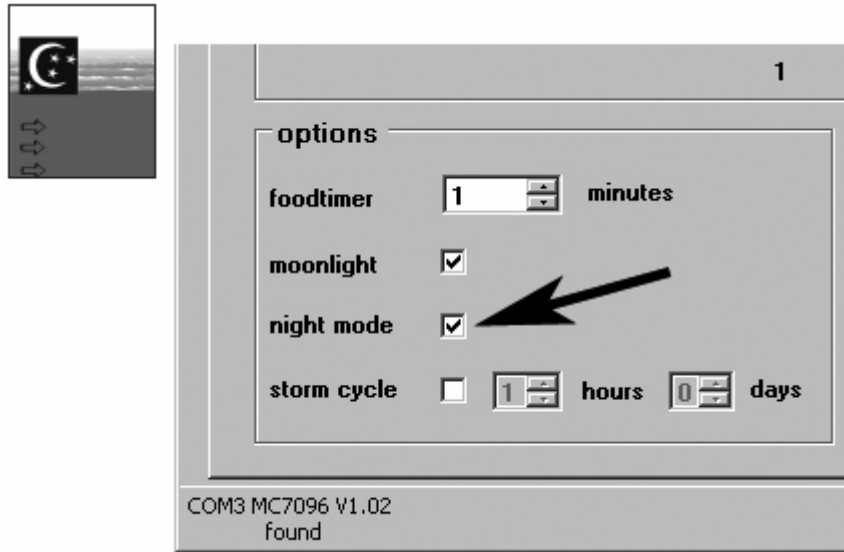 1
options
foodtimer 1 minutes
moonlight
night mode
storm cycle 1 hours 0 days
COM3 MC7096 V1.02
found